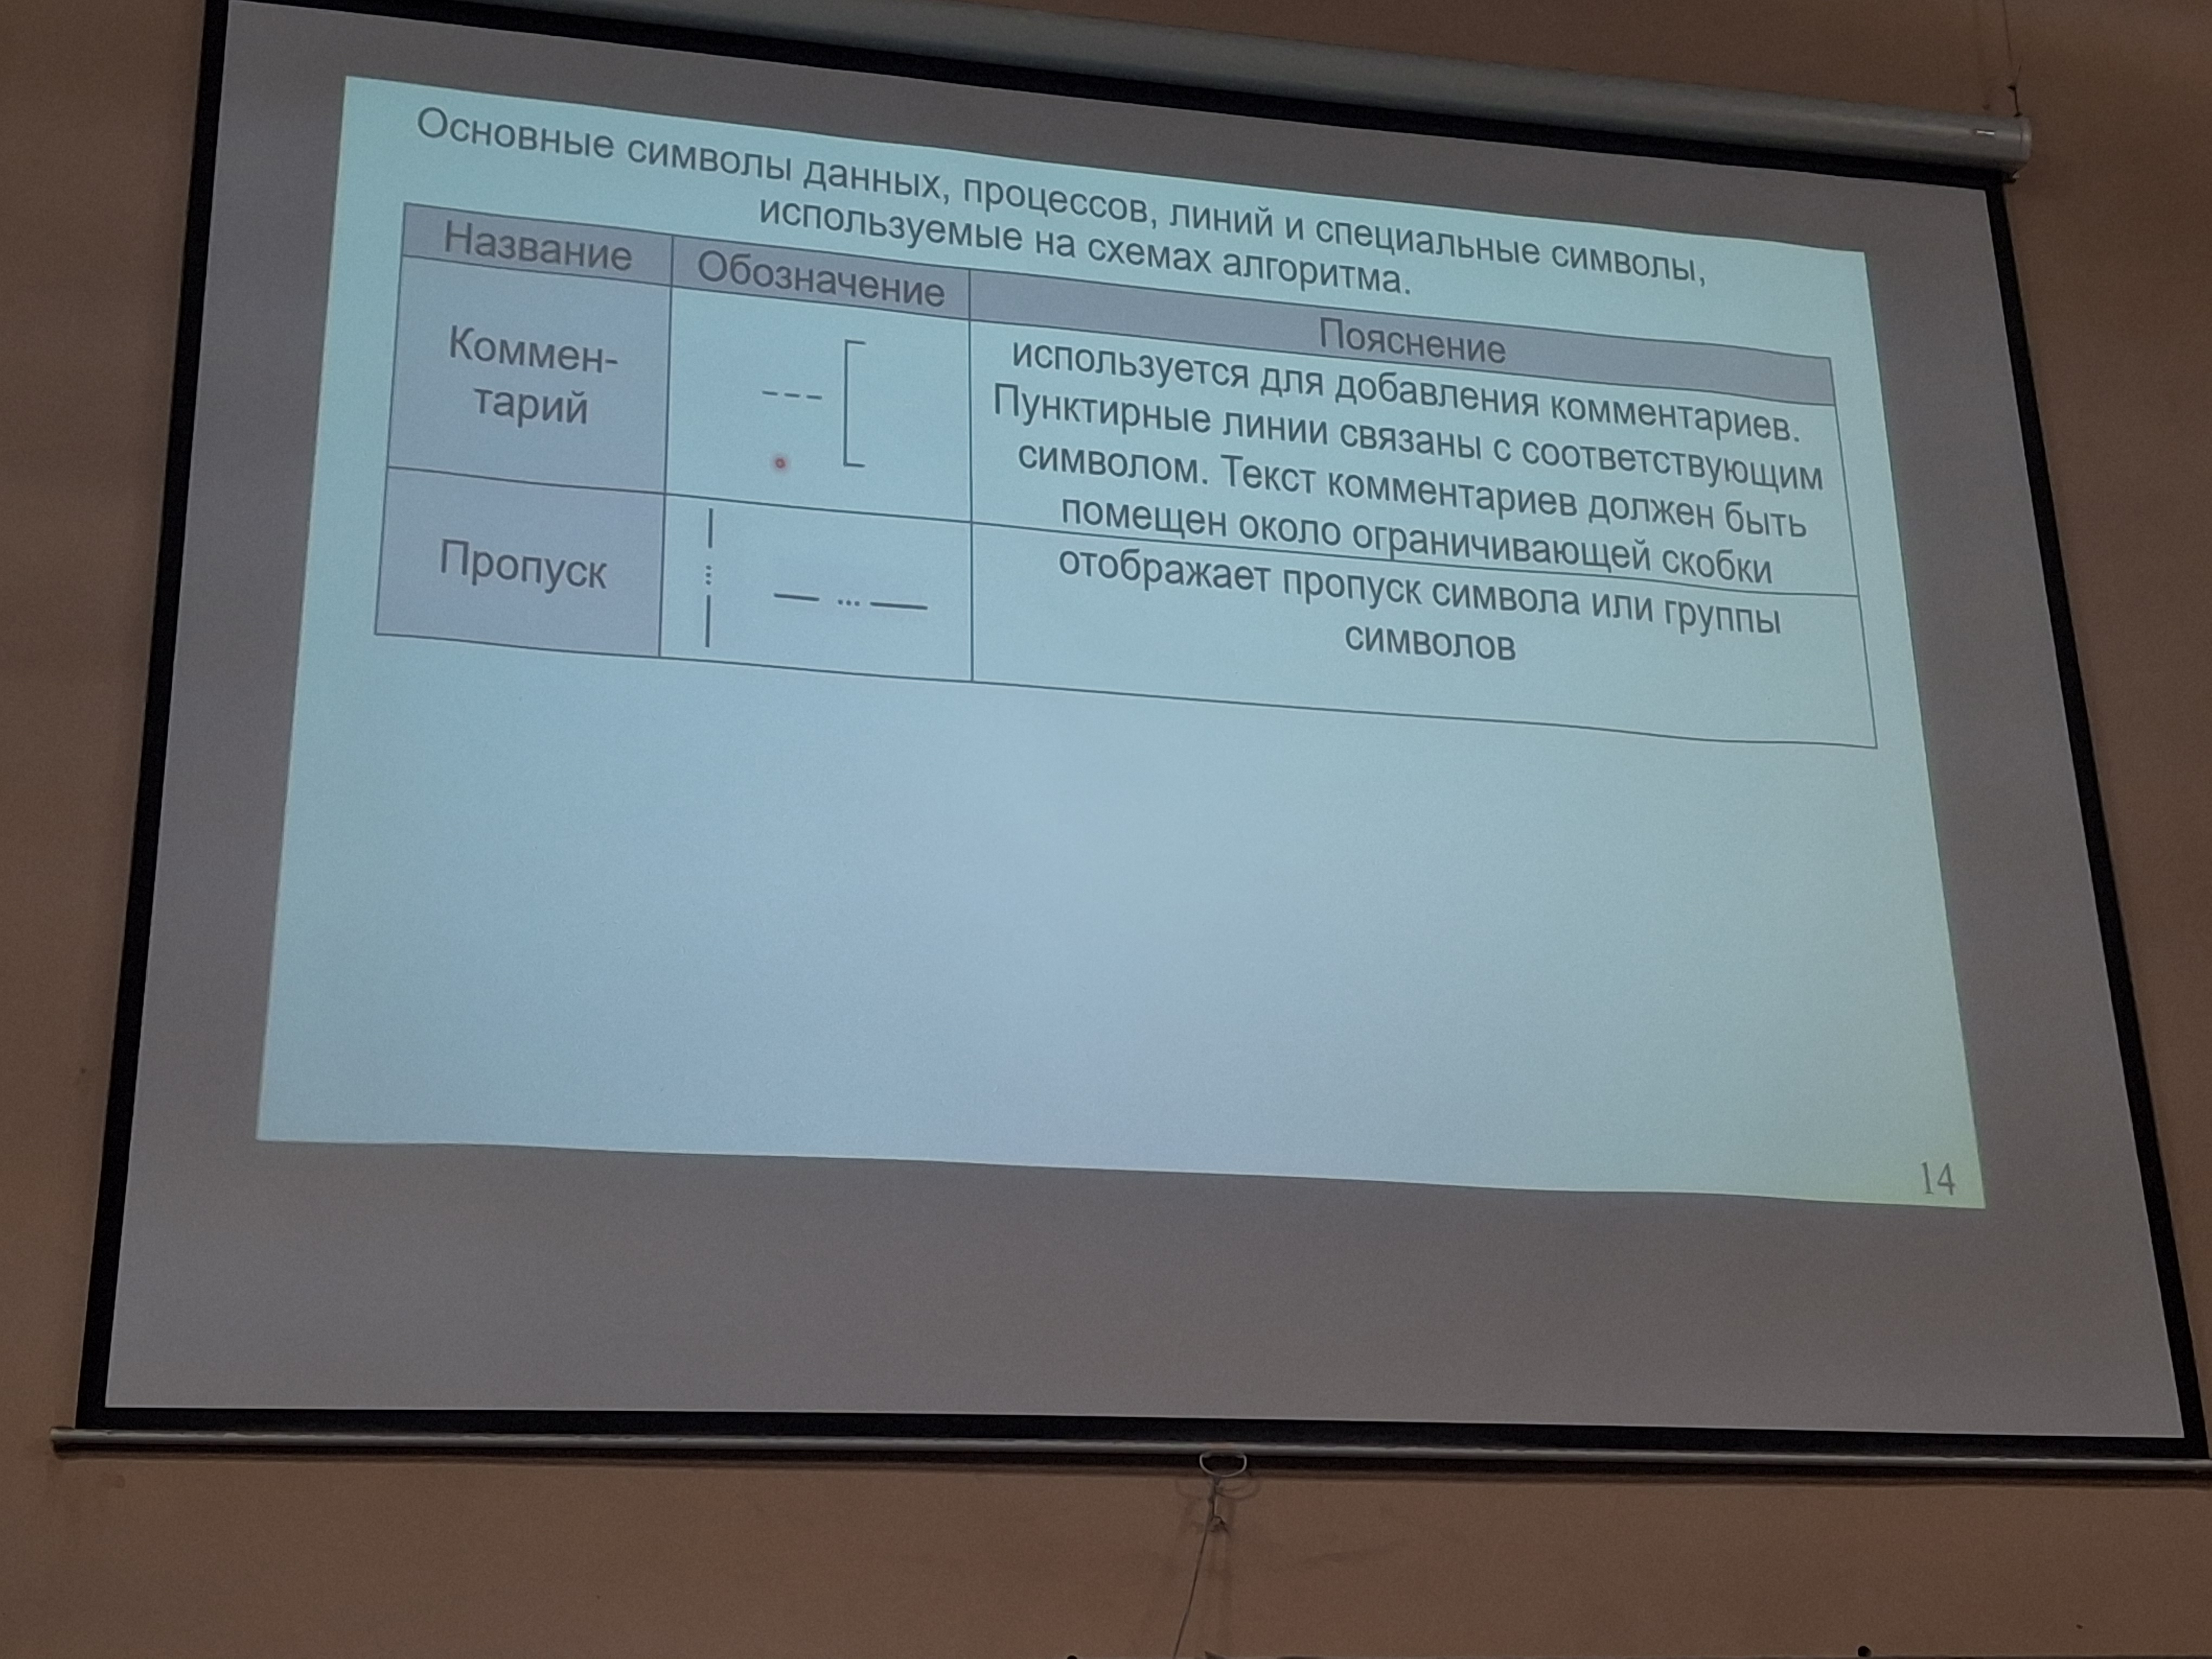 Основные символы данных, процессов, линий и специальные символы,
используемые на схемах алгоритма.
Название
Обозначение
Пояснение
Коммен-
тарий
используется для добавления комментариев.
Пунктирные линии связаны с соответствующим
символом. Текст комментариев должен быть
помещен около ограничивающей скобки
Пропуск
отображает пропуск символа или группы
символов
14